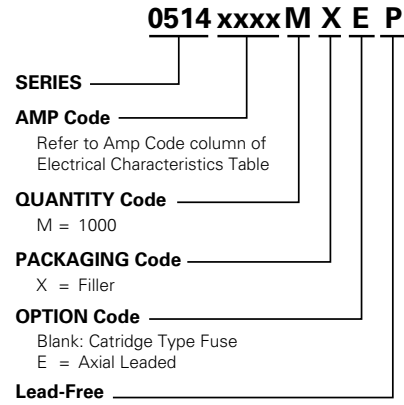 0514 xxxx M X E P
SERIES
AMP Code
Refer to Amp Code column of
Electrical Characteristics Table
QUANTITY Code
M = 1000
PACKAGING Code
X = Filler
OPTION Code
Blank: Catridge Type Fuse
E = Axial Leaded
Lead-Free